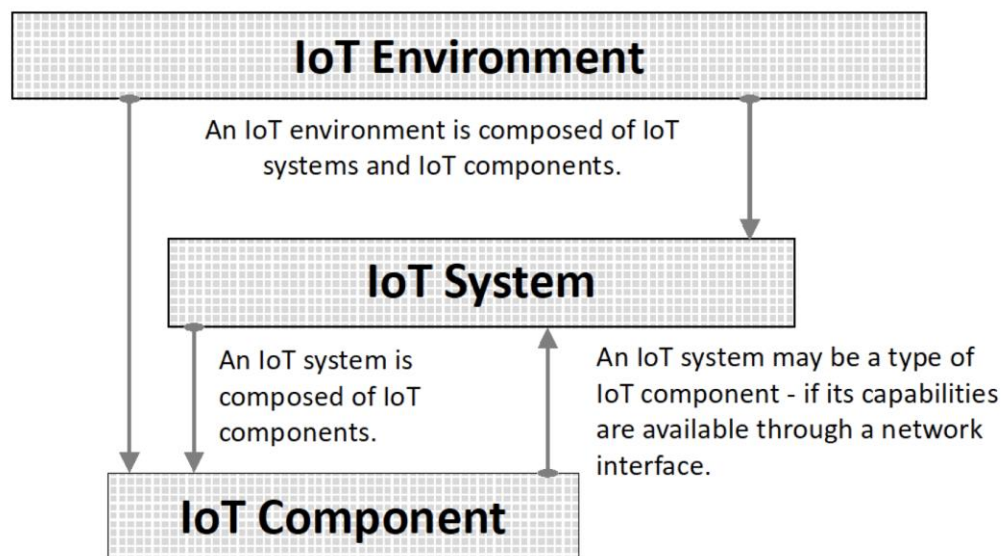 IoT Environment
An IoT environment is composed of IoT
systems and IoT components.
IoT System
An IoT system is
composed of IoT
components.
An IoT system may be a type of
IoT component - if its capabilities
are available through a network
interface.
IoT Component